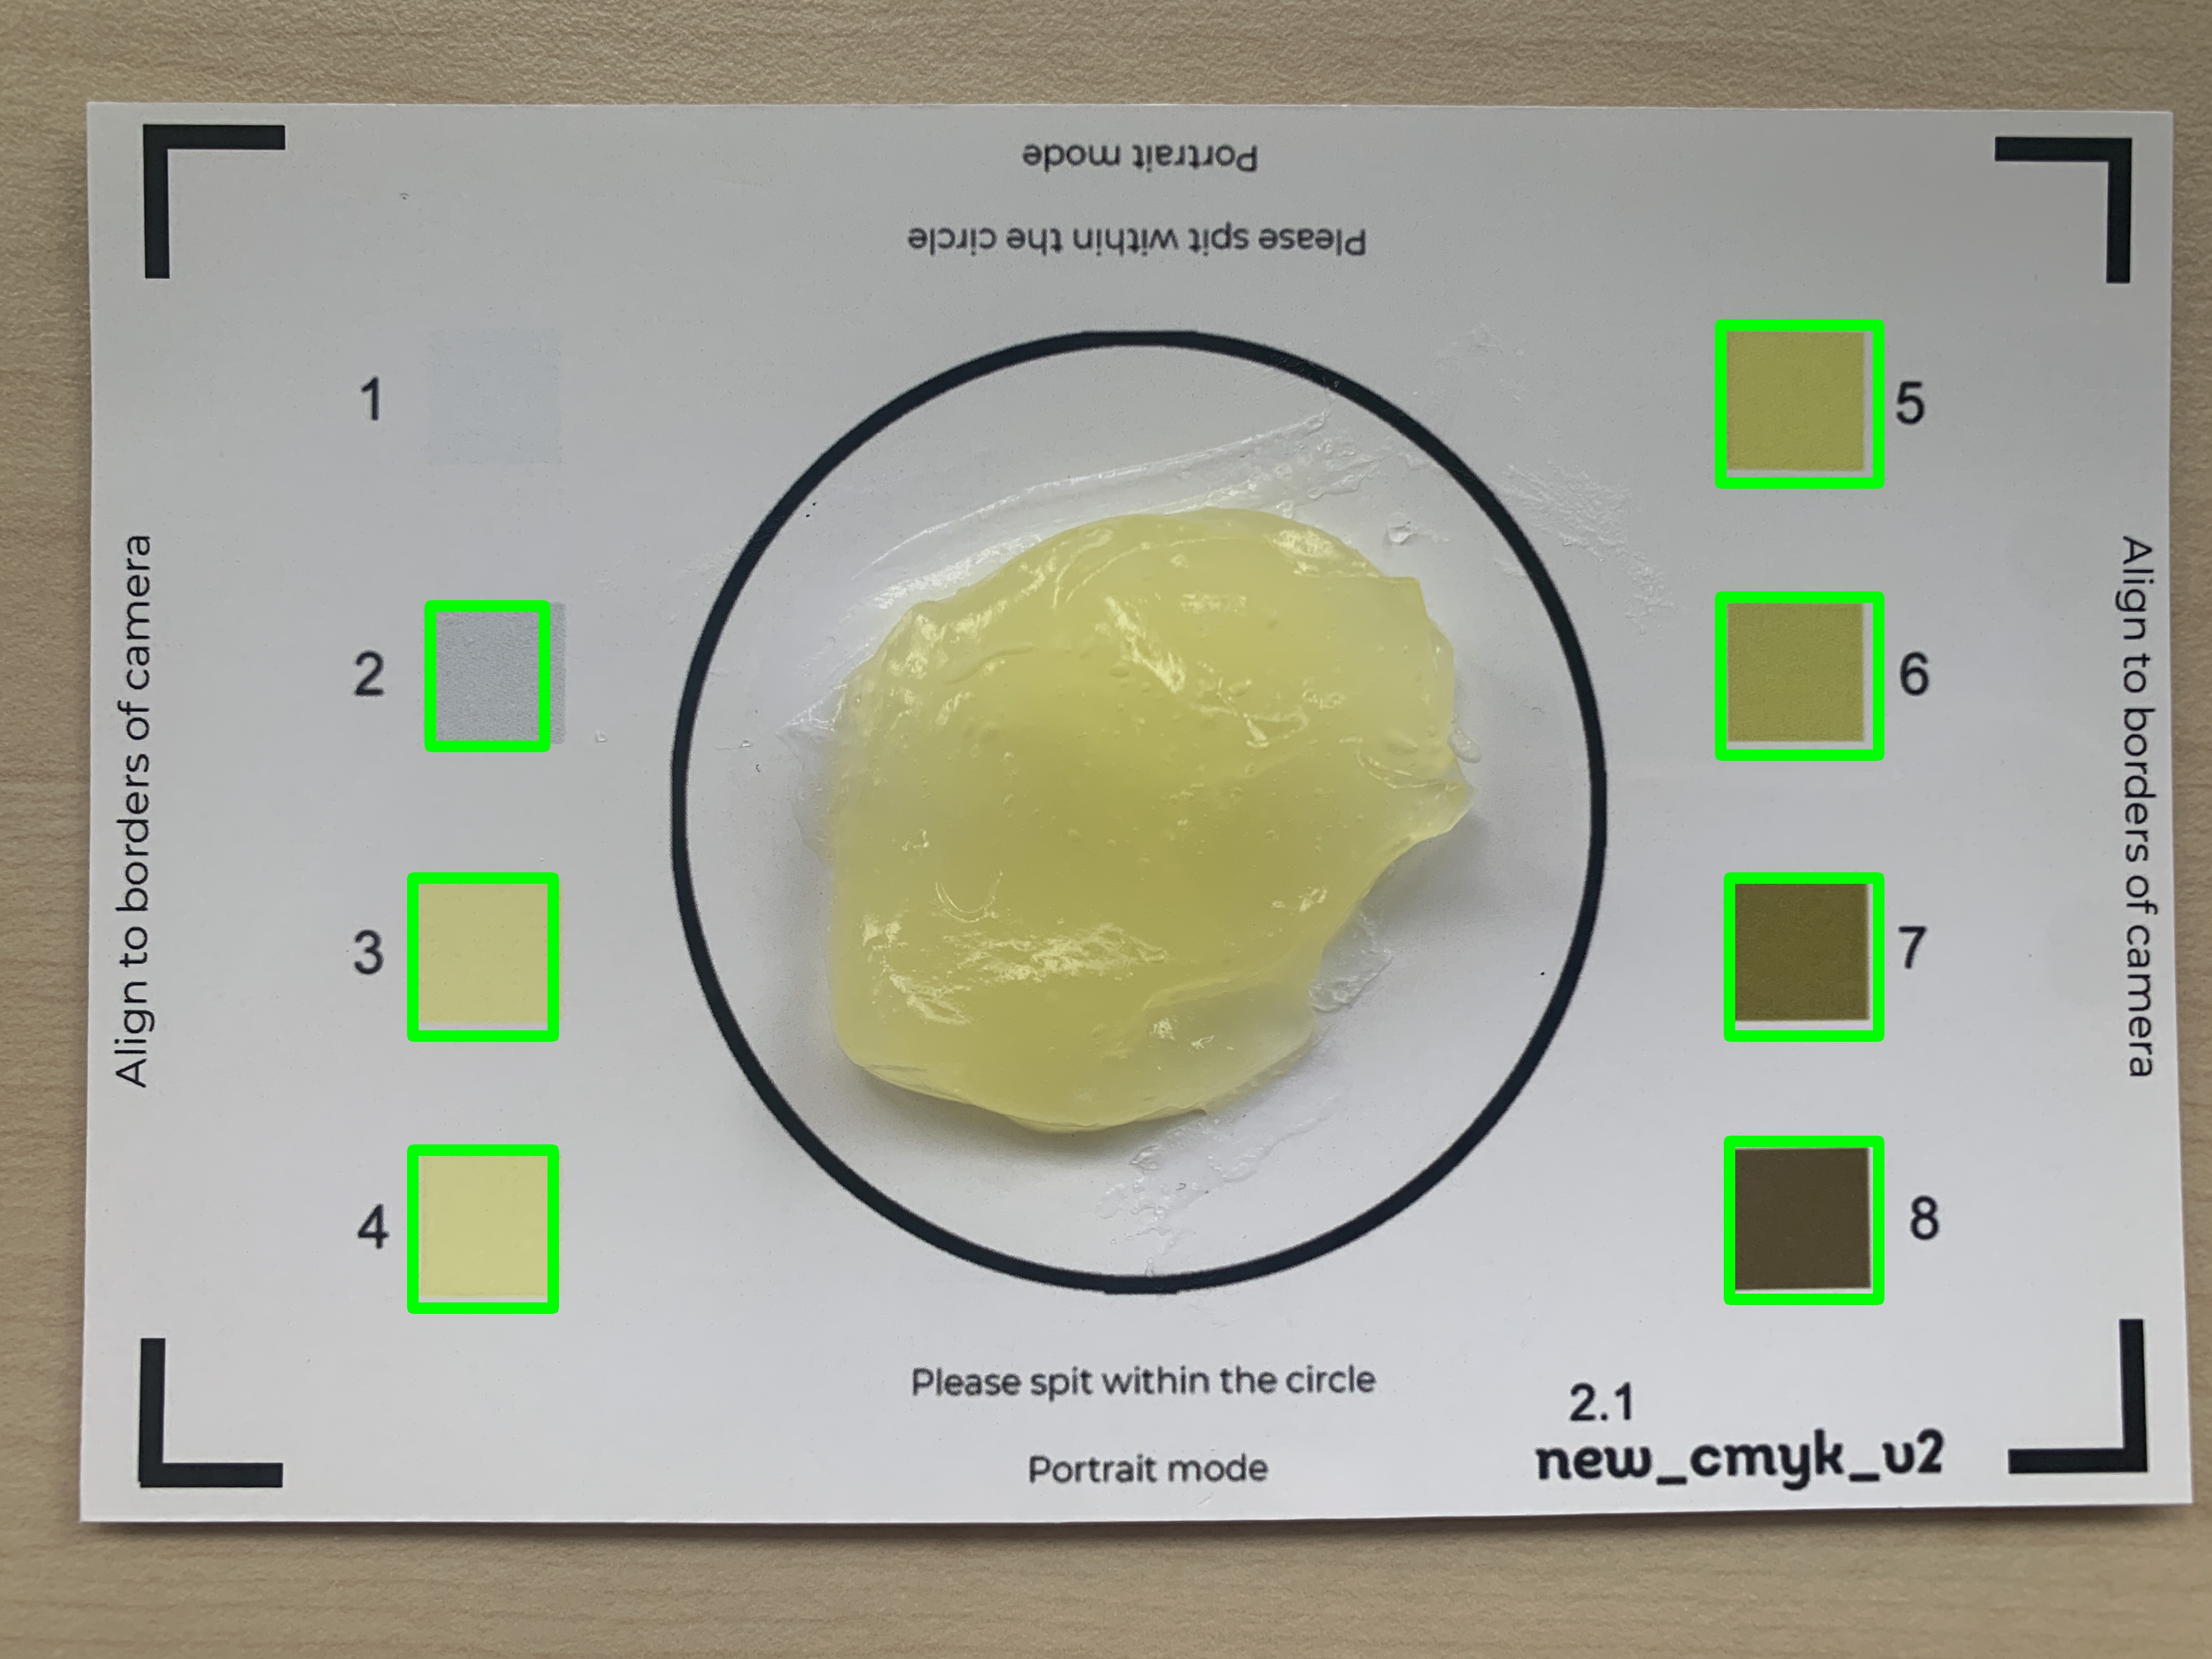 Portrait mode
Please spit within the circle
1
2
3
4
5
6
7
8
Align to borders of camera
Align to borders of camera
Please spit within the circle
Portrait mode
2.1
new_cmyk_v2